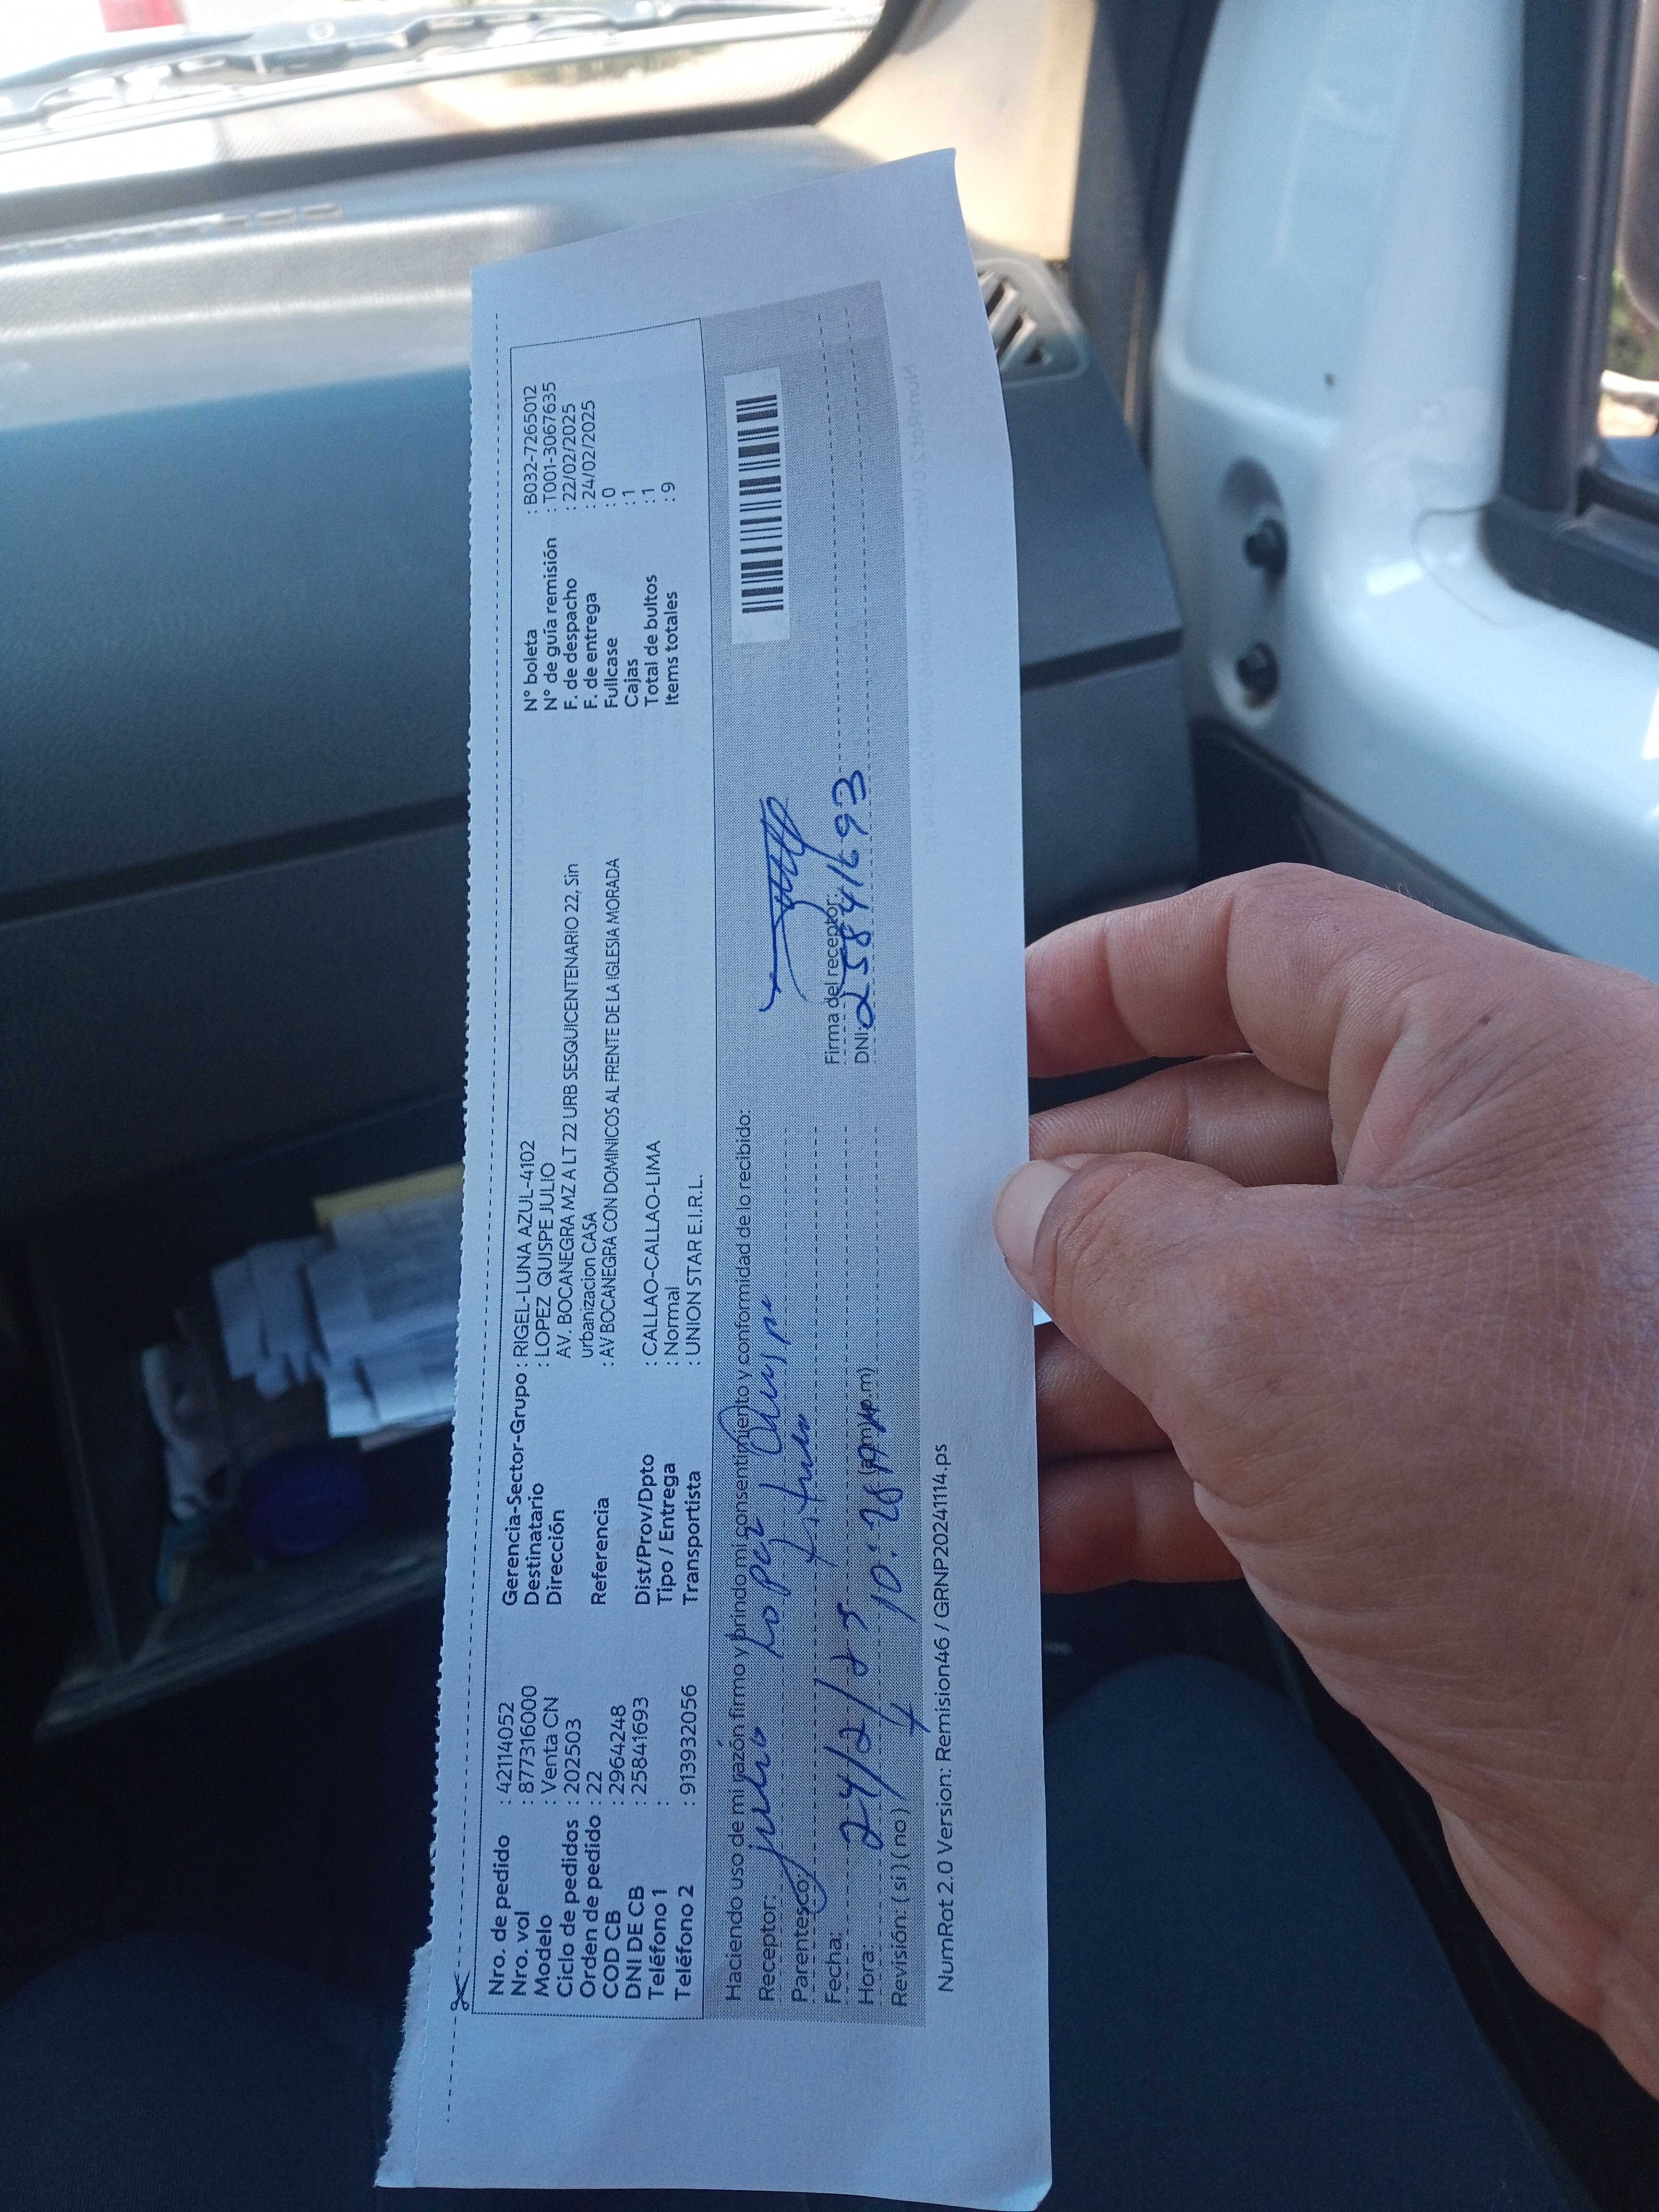 Nro. de pedido : 42114052
Nro. vol : 877316000
Modelo : Venta CN
Ciclo de pedidos : 202503
Orden de pedido : 22
COD CB : 2964248
DNI DE CB : 25841693
Teléfono 1 :
Teléfono 2 : 913932056
Gerencia-Sector-Grupo : RIGEL-LUNA AZUL-4102
Destinatario : LOPEZ QUISPE JULIO
Dirección AV. BOCANEGRA MZ A LT 22 URB SESQUICENTENARIO 22, Sin
urbanizacion CASA
Referencia : AV BOCANEGRA CON DOMINICOS AL FRENTE DE LA IGLESIA MORADA
Dist/Prov/Dpto : CALLAO-CALLAO-LIMA
Tipo / Entrega : Normal
Transportista : UNION STAR E.I.R.L.
N° boleta : B032-7265012
N° de guía remisión : T001-3067635
F. de despacho : 22/02/2025
F. de entrega : 24/02/2025
Fullcase : 0
Cajas : 1
Total de bultos : 1
Items totales : 9
Haciendo uso de mi razón firmo y brindo mi consentimiento y conformidad de lo recibido:
Receptor: julio Lopez Quispe
Parentesco: titular
Fecha: 24/2/25
Hora: 10:28 (a.m) (p.m)
Revisión: (si) (no)
Firma del receptor:
DNI: 25841693
NumRot 2.0 Version: Remision46 / GRNP20241114.ps